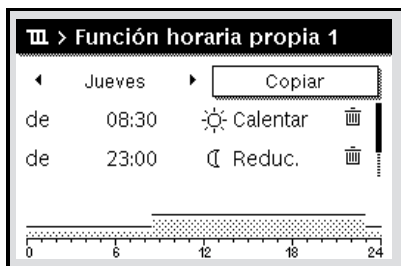 > Función horaria propia 1
Jueves Copiar
de 08:30 Calentar
de 23:00 Reduc.
0 6 12 18 24